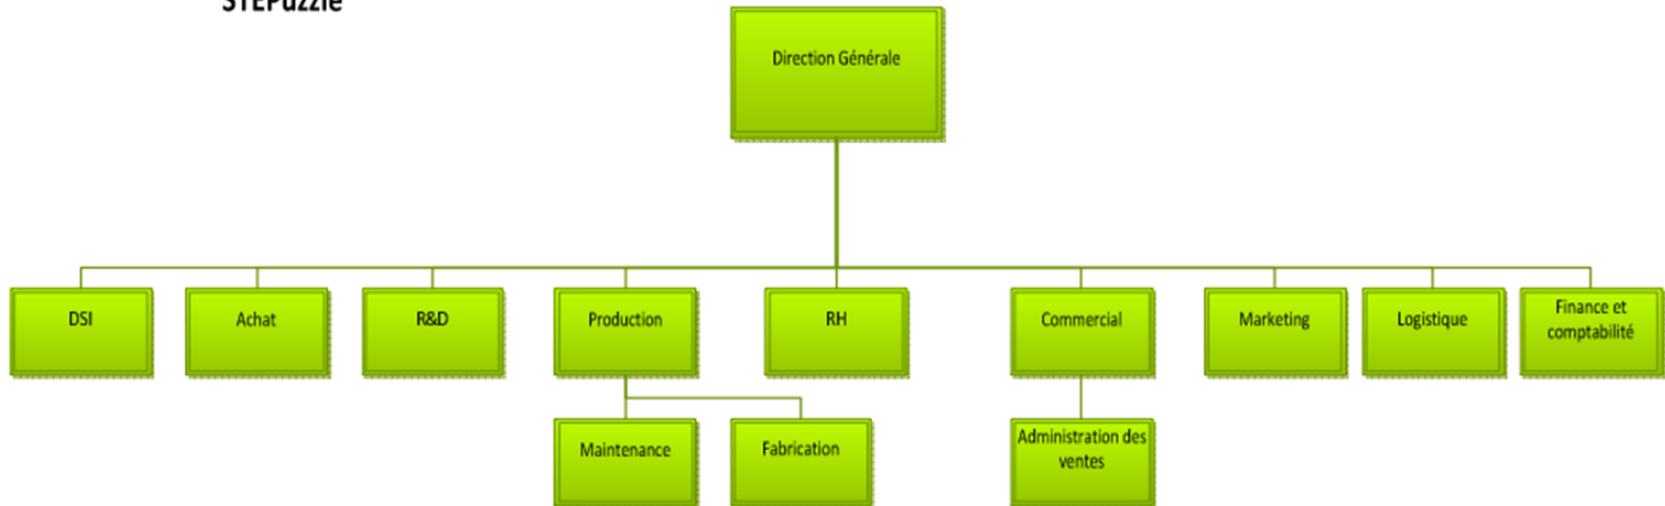 STEPuzzle
Direction Générale
DSI
Achat
R&D
Production
RH
Commercial
Marketing
Logistique
Finance et
comptabilité
Maintenance
Fabrication
Administration des
ventes